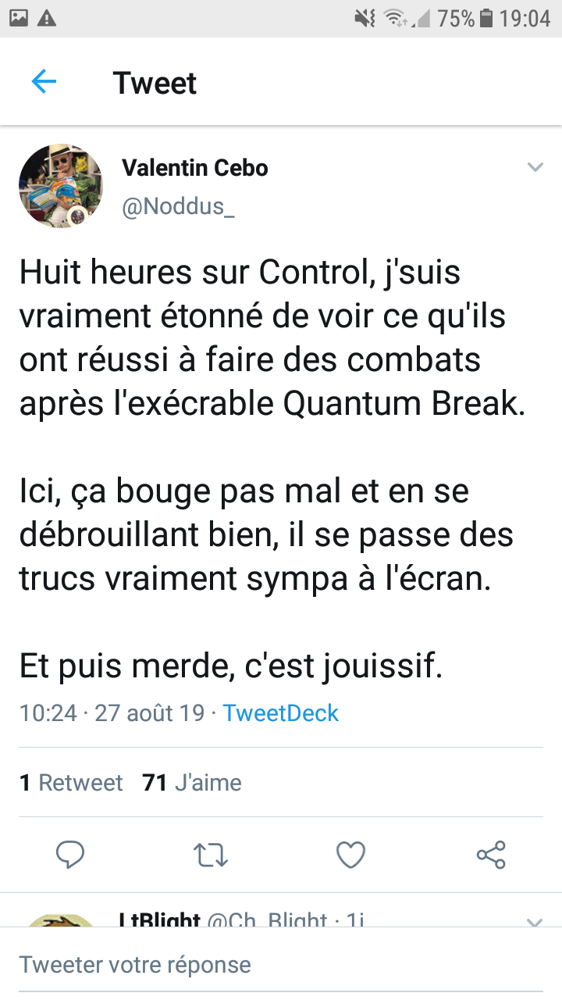 75% 19:04
Tweet
Valentin Cebo
@Noddus_
Huit heures sur Control, j'suis
vraiment étonné de voir ce qu'ils
ont réussi à faire des combats
après l'exécrable Quantum Break.
Ici, ça bouge pas mal et en se
débrouillant bien, il se passe des
trucs vraiment sympa à l'écran.
Et puis merde, c'est jouissif.
10:24 · 27 août 19 · TweetDeck
1 Retweet 71 J'aime
LtBlight @Ch_Blight · 1j
Tweeter votre réponse